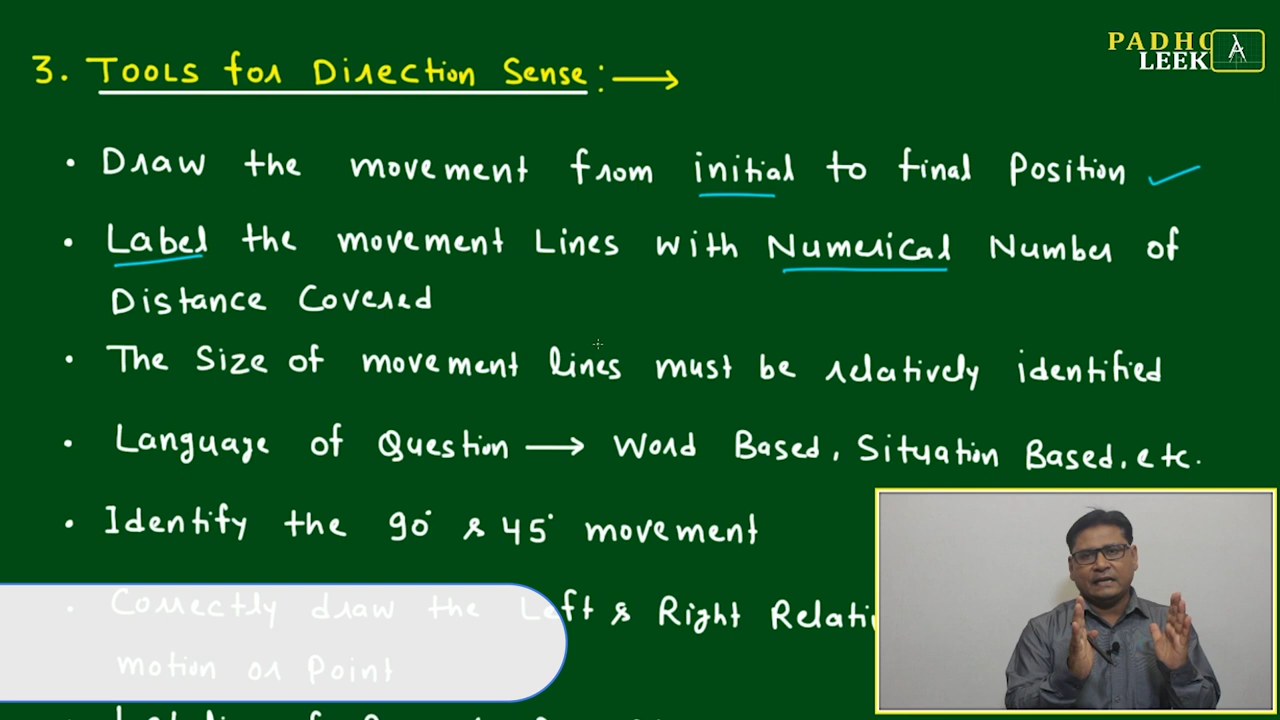 PADHO
LEEK
3. Tools for Direction Sense:→
• Draw the movement from initial to final Position ✓
• Label the movement Lines with Numerical Number of
Distance Covered
• The Size of movement lines must be relatively identified
• Language of Question → Word Based, Situation Based, etc.
• Identify the 90° & 45° movement
• Correctly draw the Left & Right
motion or Point